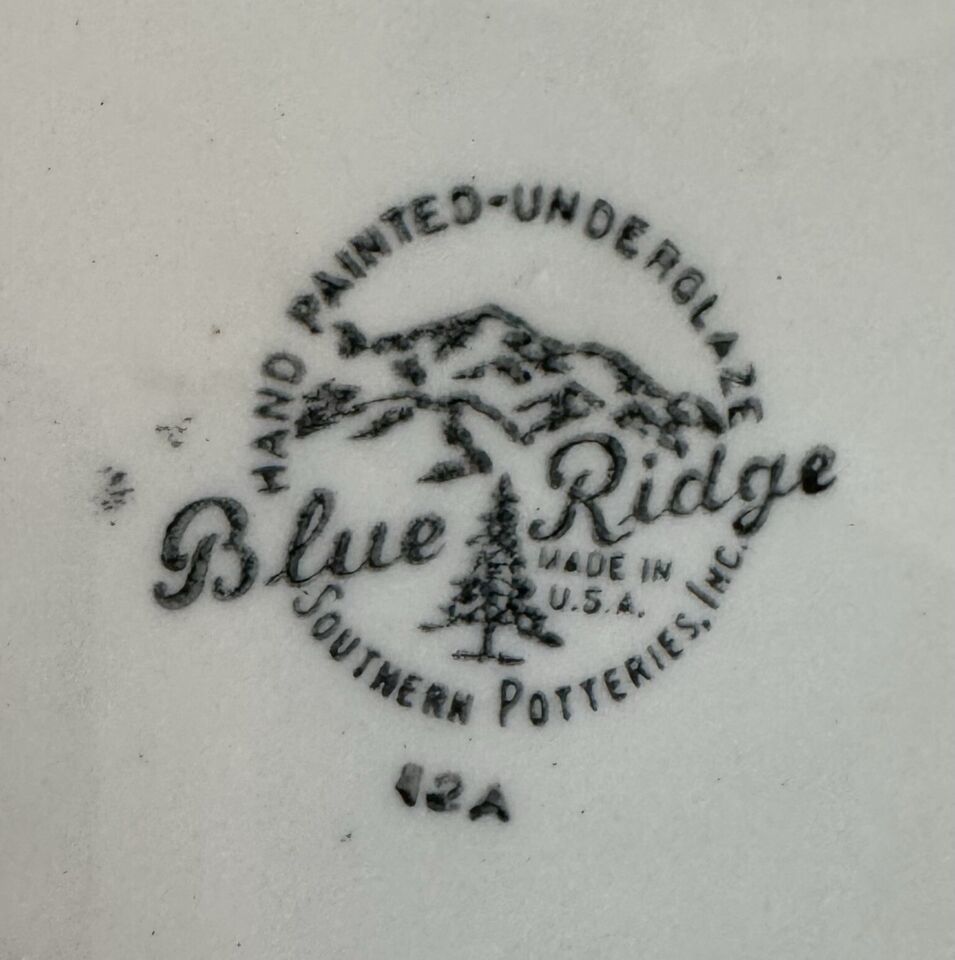 HAND PAINTED-UNDERGLAZE
Blue Ridge
MADE IN
U.S.A.
SOUTHERN POTTERIES, INC.
12A